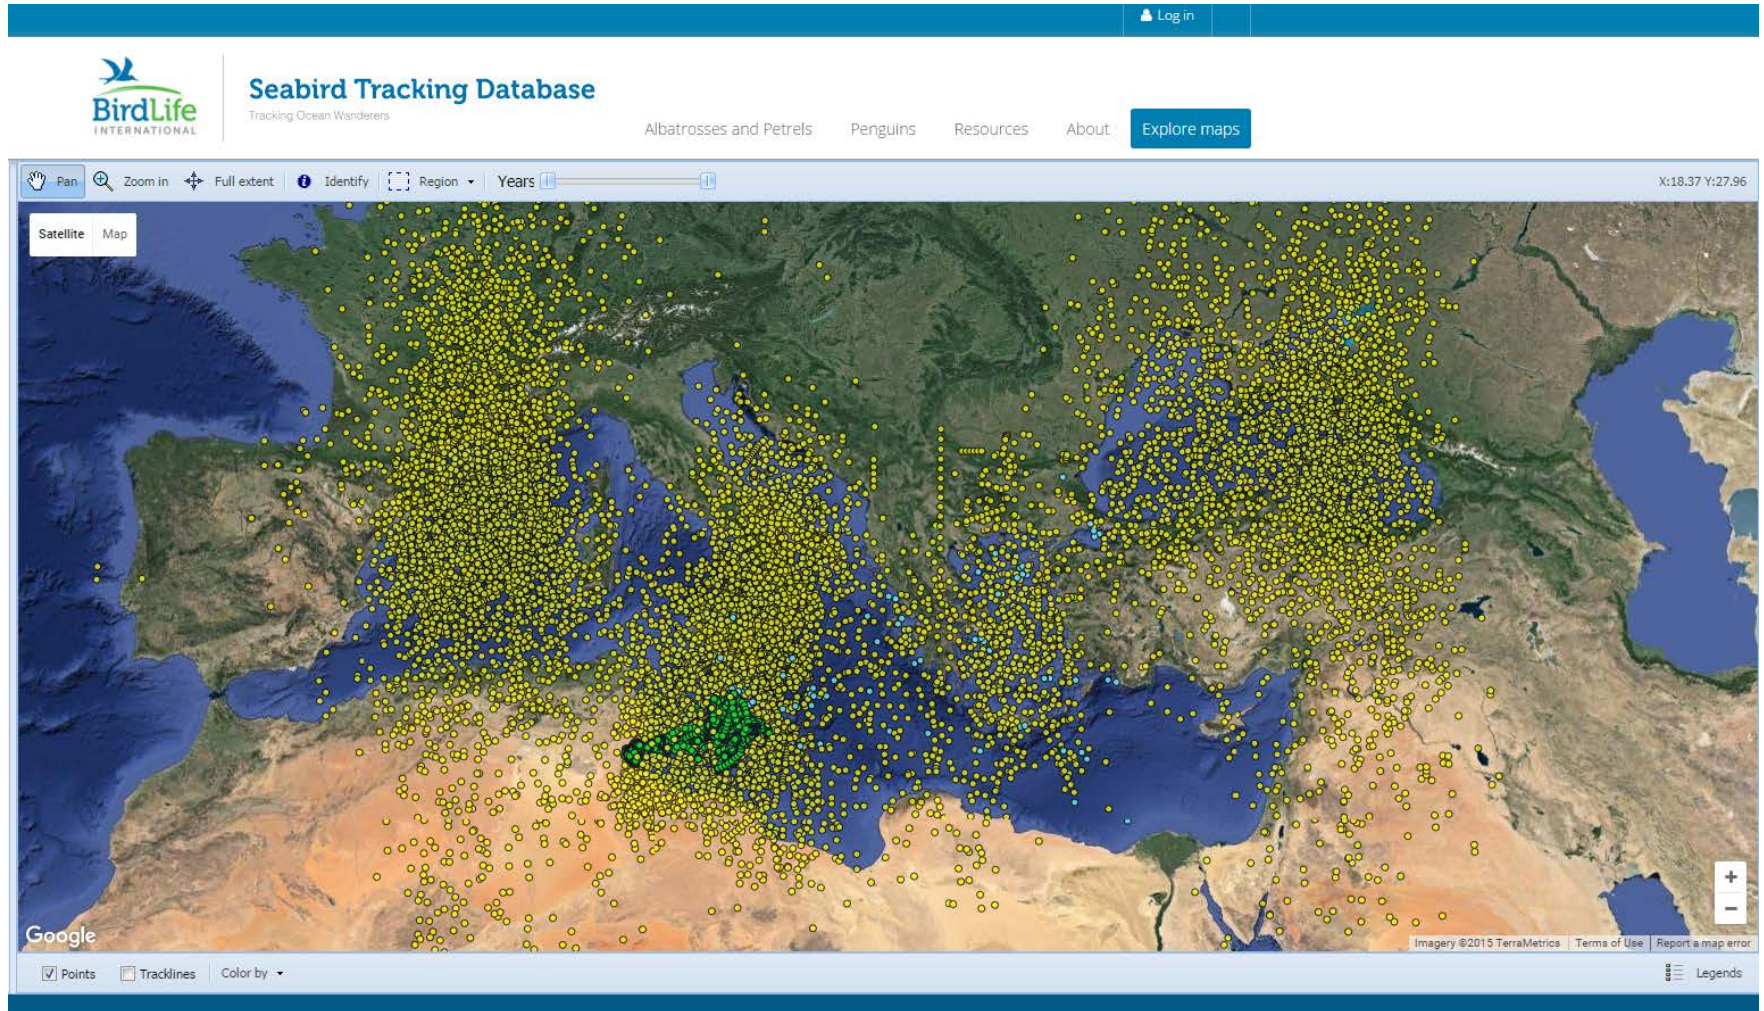 Log in
BirdLife
INTERNATIONAL
Seabird Tracking Database
Tracking Ocean Wanderers
Albatrosses and Petrels Penguins Resources About Explore maps
Pan Zoom in Full extent Identify Region Years X:18.37 Y:27.96
Satellite Map
+
−
Google
Imagery ©2015 TerraMetrics Terms of Use Report a map error
Points Tracklines Color by Legends